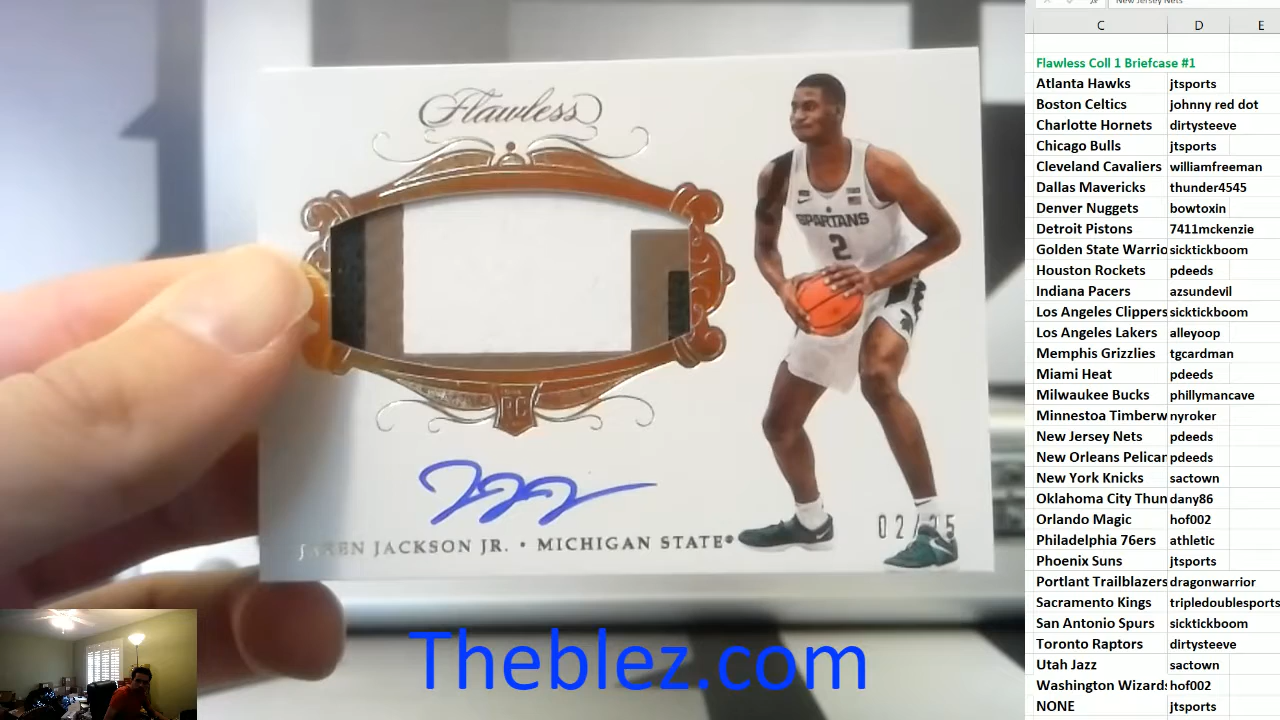 New Jersey Nets
C D E
Flawless Coll 1 Briefcase #1
Atlanta Hawks jtsports
Boston Celtics johnny red dot
Charlotte Hornets dirtysteeve
Chicago Bulls jtsports
Cleveland Cavaliers williamfreeman
Dallas Mavericks thunder4545
Denver Nuggets bowtoxin
Detroit Pistons 7411mckenzie
Golden State Warrio sicktickboom
Houston Rockets pdeeds
Indiana Pacers azsundevil
Los Angeles Clippers sicktickboom
Los Angeles Lakers alleyoop
Memphis Grizzlies tgcardman
Miami Heat pdeeds
Milwaukee Bucks phillymancave
Minnestoa Timberw nyroker
New Jersey Nets pdeeds
New Orleans Pelican pdeeds
New York Knicks sactown
Oklahoma City Thun dany86
Orlando Magic hof002
Philadelphia 76ers athletic
Phoenix Suns jtsports
Portlant Trailblazers dragonwarrior
Sacramento Kings tripledoublesports
San Antonio Spurs sicktickboom
Toronto Raptors dirtysteeve
Utah Jazz sactown
Washington Wizards hof002
NONE jtsports
Flawless
SPARTANS
2
RC
JAREN JACKSON JR. • MICHIGAN STATE®
02/25
Theblez.com